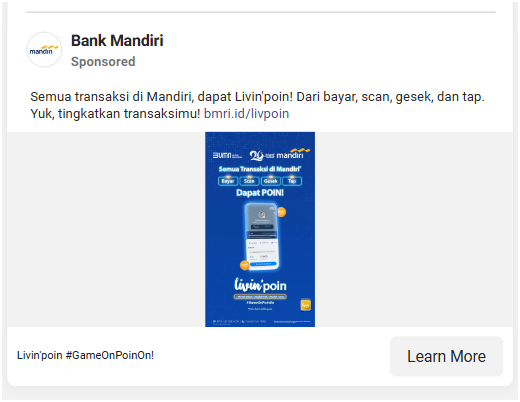 mandiri
Bank Mandiri
Sponsored
Semua transaksi di Mandiri, dapat Livin'poin! Dari bayar, scan, gesek, dan tap.
Yuk, tingkatkan transaksimu! bmri.id/livpoin
BUMN mandiri
Semua Transaksi di Mandiri*
Bayar Scan Gesek Tap
Dapat POIN!
livin'poin
#GameOnPoinOn
Livin'poin #GameOnPoinOn!
Learn More